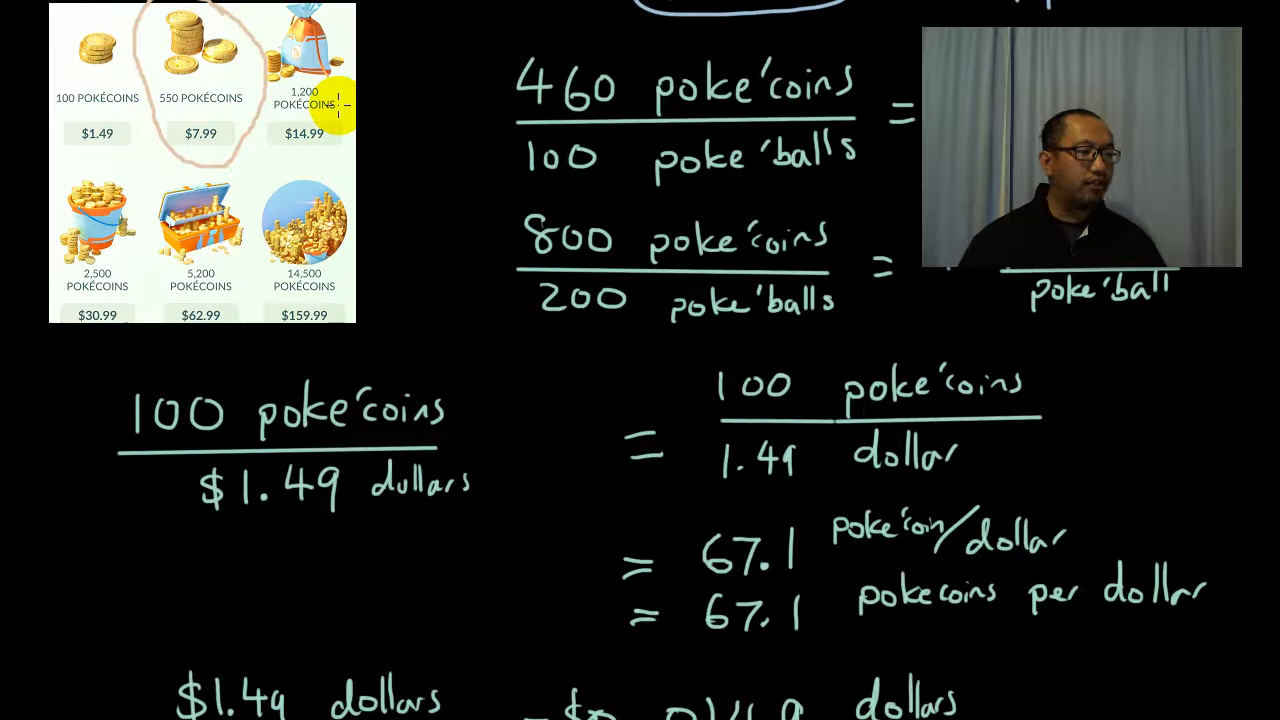 100 POKÉCOINS 550 POKÉCOINS 1,200 POKÉCOINS
$1.49 $7.99 $14.99
2,500 POKÉCOINS 5,200 POKÉCOINS 14,500 POKÉCOINS
$30.99 $62.99 $159.99
460 poke'coins =
100 poke'balls
800 poke'coins =
200 poke'balls poke'ball
100 poke'coins = 100 poke'coins
$1.49 dollars 1.49 dollar
= 67.1 poke'coin/dollar
= 67.1 pokecoins per dollar
$1.49 dollars dollars